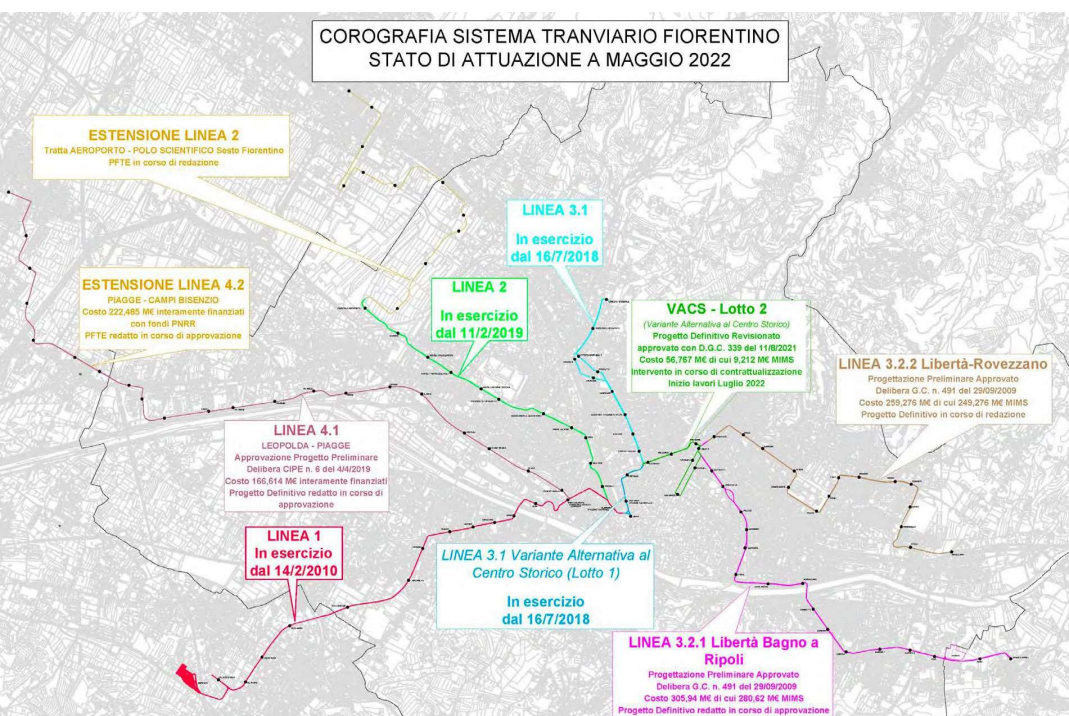 COROGRAFIA SISTEMA TRANVIARIO FIORENTINO
STATO DI ATTUAZIONE A MAGGIO 2022
ESTENSIONE LINEA 2
Tratta AEROPORTO - POLO SCIENTIFICO Sesto Fiorentino
PFTE in corso di redazione
LINEA 3.1
In esercizio
dal 16/7/2018
ESTENSIONE LINEA 4.2
PIAGGE - CAMPI BISENZIO
Costo 222,485 M€ interamente finanziati
con fondi PNRR
PFTE redatto in corso di approvazione
LINEA 2
In esercizio
dal 11/2/2019
VACS - Lotto 2
(Variante Alternativa al Centro Storico)
Progetto Definitivo Revisionato
approvato con D.G.C. 339 del 11/8/2021
Costo 56,767 M€ di cui 9,212 M€ MIMS
Intervento in corso di contrattualizzazione
Inizio lavori Luglio 2022
LINEA 3.2.2 Libertà-Rovezzano
Progettazione Preliminare Approvato
Delibera G.C. n. 491 del 29/09/2009
Costo 259,276 M€ di cui 249,276 M€ MIMS
Progetto Definitivo in corso di redazione
LINEA 4.1
LEOPOLDA - PIAGGE
Approvazione Progetto Preliminare
Delibera CIPE n. 6 del 4/4/2019
Costo 166,614 M€ interamente finanziati
Progetto Definitivo redatto in corso di
approvazione
LINEA 1
In esercizio
dal 14/2/2010
LINEA 3.1 Variante Alternativa al
Centro Storico (Lotto 1)
In esercizio
dal 16/7/2018
LINEA 3.2.1 Libertà Bagno a
Ripoli
Progettazione Preliminare Approvato
Delibera G.C. n. 491 del 29/09/2009
Costo 305,94 M€ di cui 280,62 M€ MIMS
Progetto Definitivo redatto in corso di approvazione